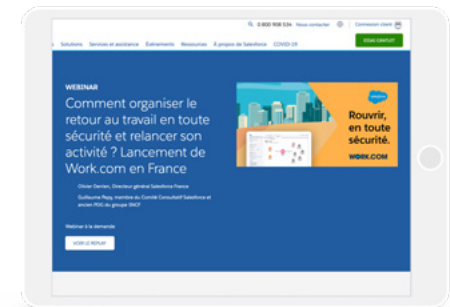 0 800 908 534 Nous contacter Connexion client
Solutions Services et assistance Événements Ressources À propos de Salesforce COVID-19
ESSAI GRATUIT
WEBINAR
Comment organiser le
retour au travail en toute
sécurité et relancer son
activité ? Lancement de
Work.com en France
Olivier Derrien, Directeur général Salesforce France
Guillaume Pepy, membre du Comité Consultatif Salesforce et
ancien PDG du groupe SNCF
Webinar à la demande
VOIR LE REPLAY
Rouvrir,
en toute
sécurité.
WORK.COM